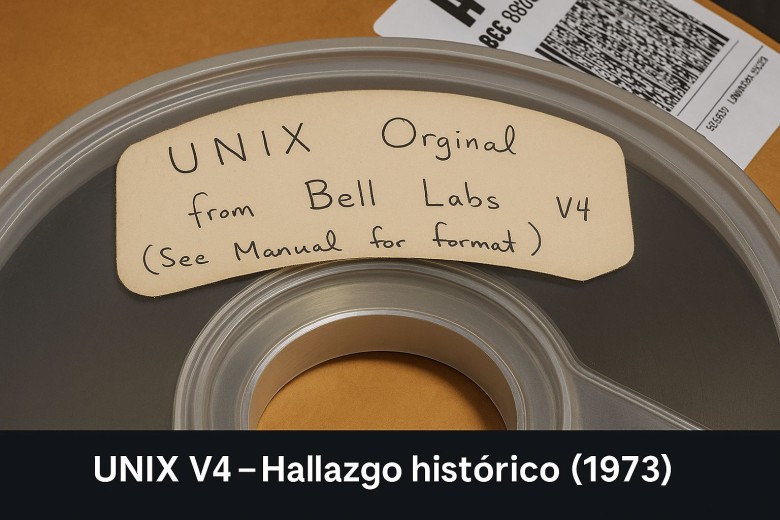 UNIX Orginal
from Bell Labs V4
(See Manual for format)
UNIX V4 – Hallazgo histórico (1973)